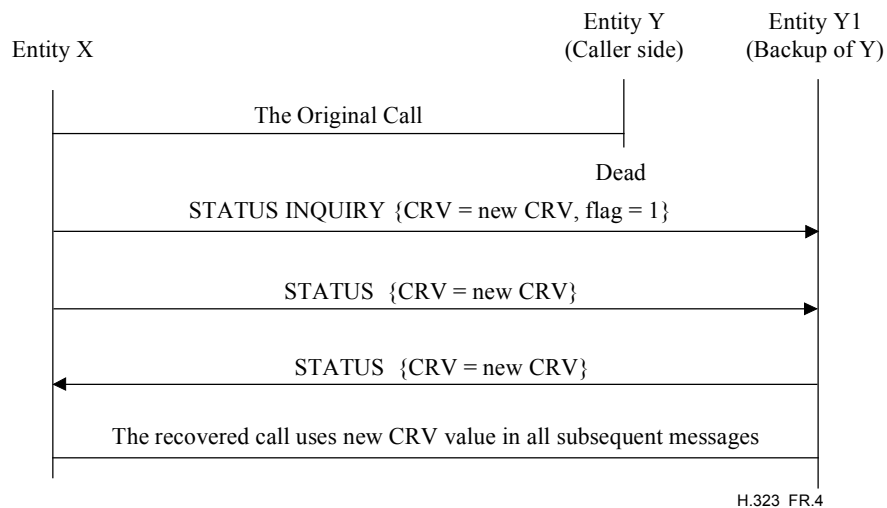 Entity X
Entity Y
(Caller side)
Entity Y1
(Backup of Y)
The Original Call
Dead
STATUS INQUIRY {CRV = new CRV, flag = 1}
STATUS {CRV = new CRV}
STATUS {CRV = new CRV}
The recovered call uses new CRV value in all subsequent messages
H.323_FR.4